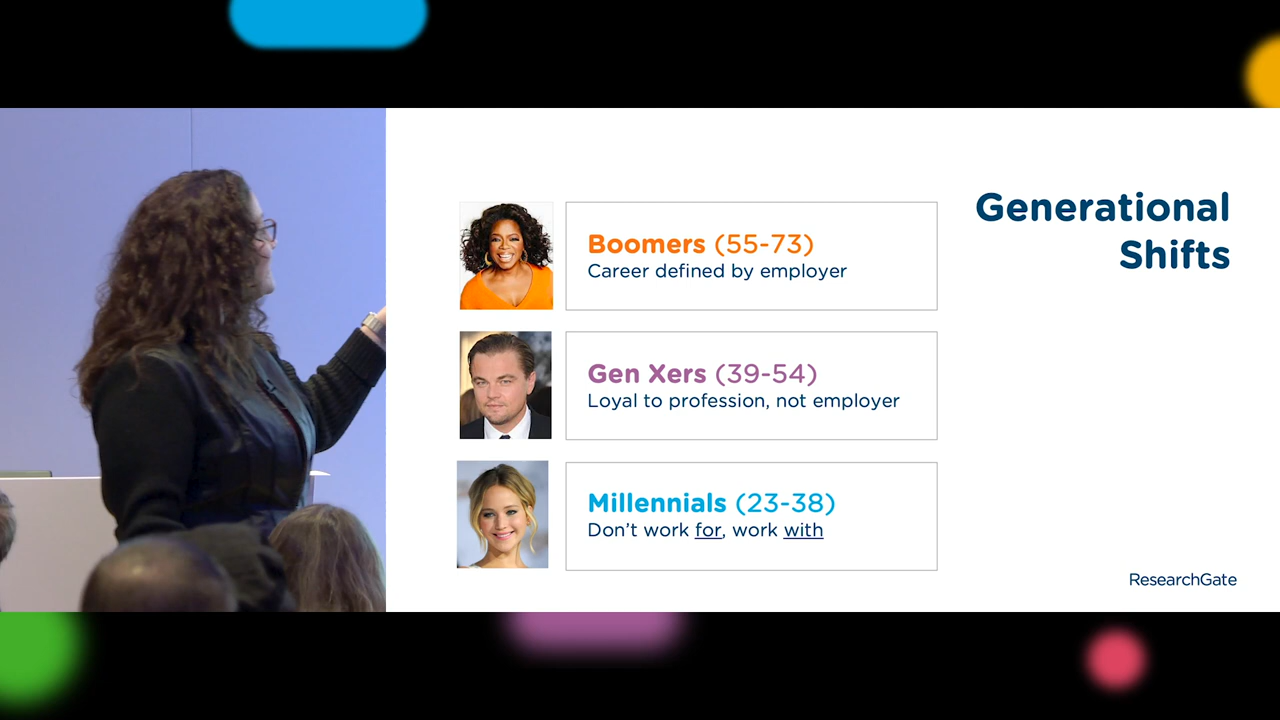 Generational
Shifts
Boomers (55-73)
Career defined by employer
Gen Xers (39-54)
Loyal to profession, not employer
Millennials (23-38)
Don't work for, work with
ResearchGate